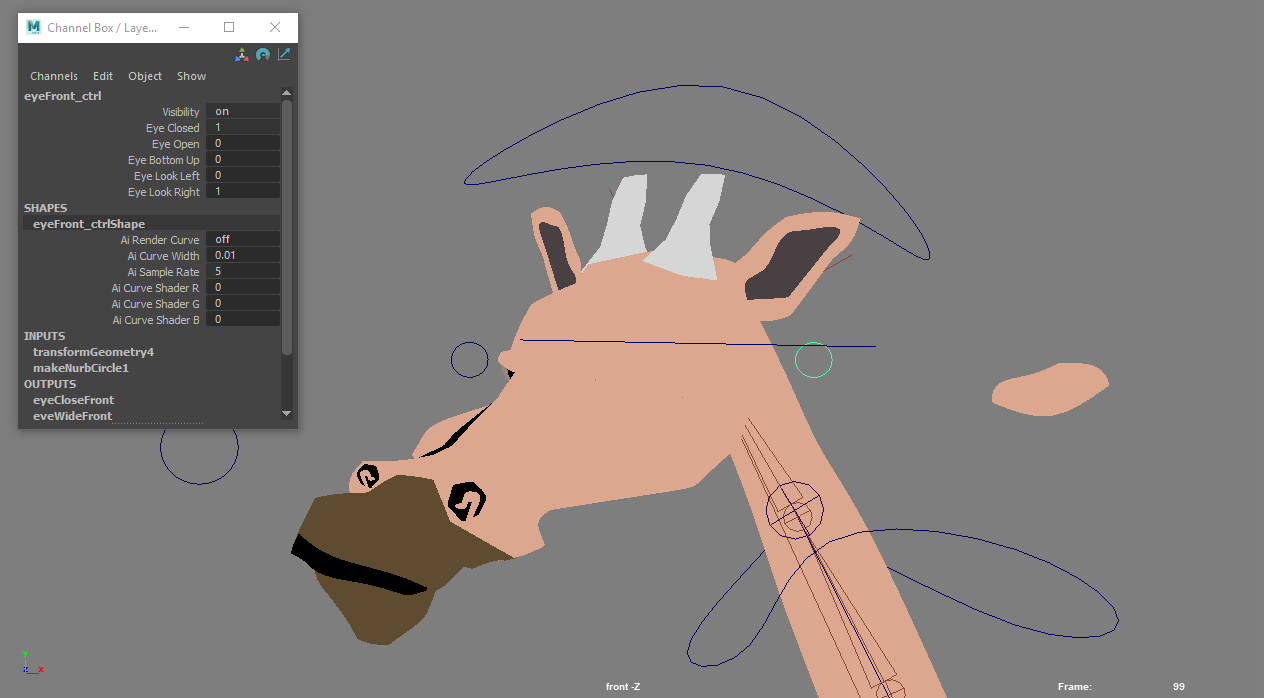 M Channel Box / Laye...
Channels Edit Object Show
eyeFront_ctrl
Visibility on
Eye Closed 1
Eye Open 0
Eye Bottom Up 0
Eye Look Left 0
Eye Look Right 1
SHAPES
eyeFront_ctrlShape
Ai Render Curve off
Ai Curve Width 0.01
Ai Sample Rate 5
Ai Curve Shader R 0
Ai Curve Shader G 0
Ai Curve Shader B 0
INPUTS
transformGeometry4
makeNurbCircle1
OUTPUTS
eyeCloseFront
eyeWideFront
y
z x
front -Z
Frame: 99